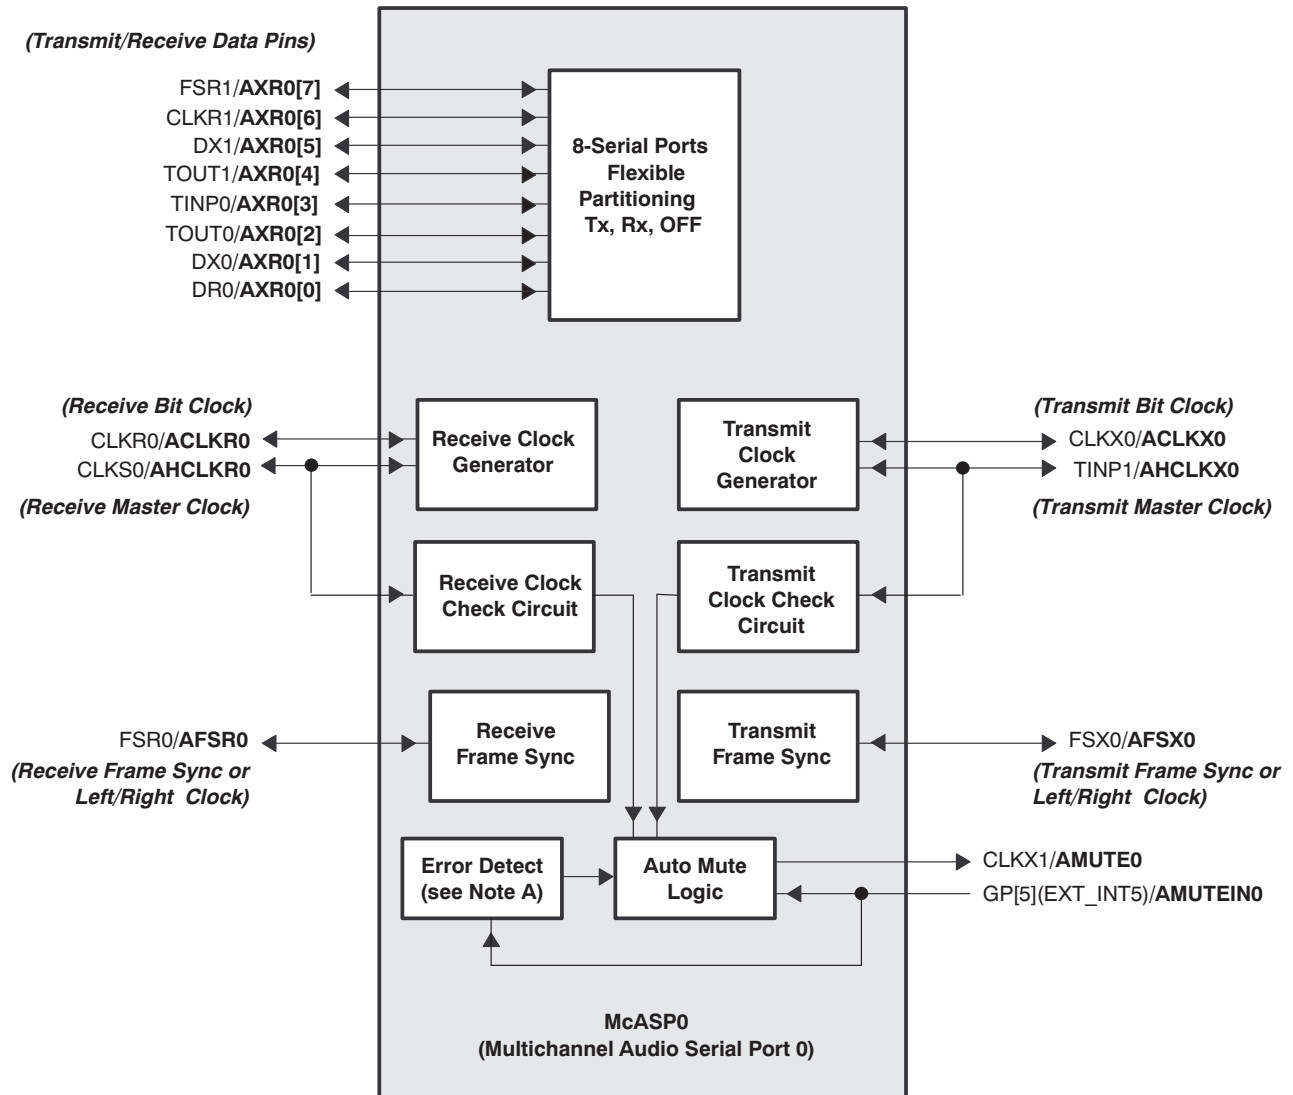 (Transmit/Receive Data Pins)
FSR1/AXR0[7]
CLKR1/AXR0[6]
DX1/AXR0[5]
TOUT1/AXR0[4]
TINP0/AXR0[3]
TOUT0/AXR0[2]
DX0/AXR0[1]
DR0/AXR0[0]
8-Serial Ports
Flexible
Partitioning
Tx, Rx, OFF
(Receive Bit Clock)
CLKR0/ACLKR0
CLKS0/AHCLKR0
(Receive Master Clock)
Receive Clock
Generator
Transmit
Clock
Generator
(Transmit Bit Clock)
CLKX0/ACLKX0
TINP1/AHCLKX0
(Transmit Master Clock)
Receive Clock
Check Circuit
Transmit
Clock Check
Circuit
FSR0/AFSR0
(Receive Frame Sync or
Left/Right Clock)
Receive
Frame Sync
Transmit
Frame Sync
FSX0/AFSX0
(Transmit Frame Sync or
Left/Right Clock)
Error Detect
(see Note A)
Auto Mute
Logic
CLKX1/AMUTE0
GP[5](EXT_INT5)/AMUTEIN0
McASP0
(Multichannel Audio Serial Port 0)